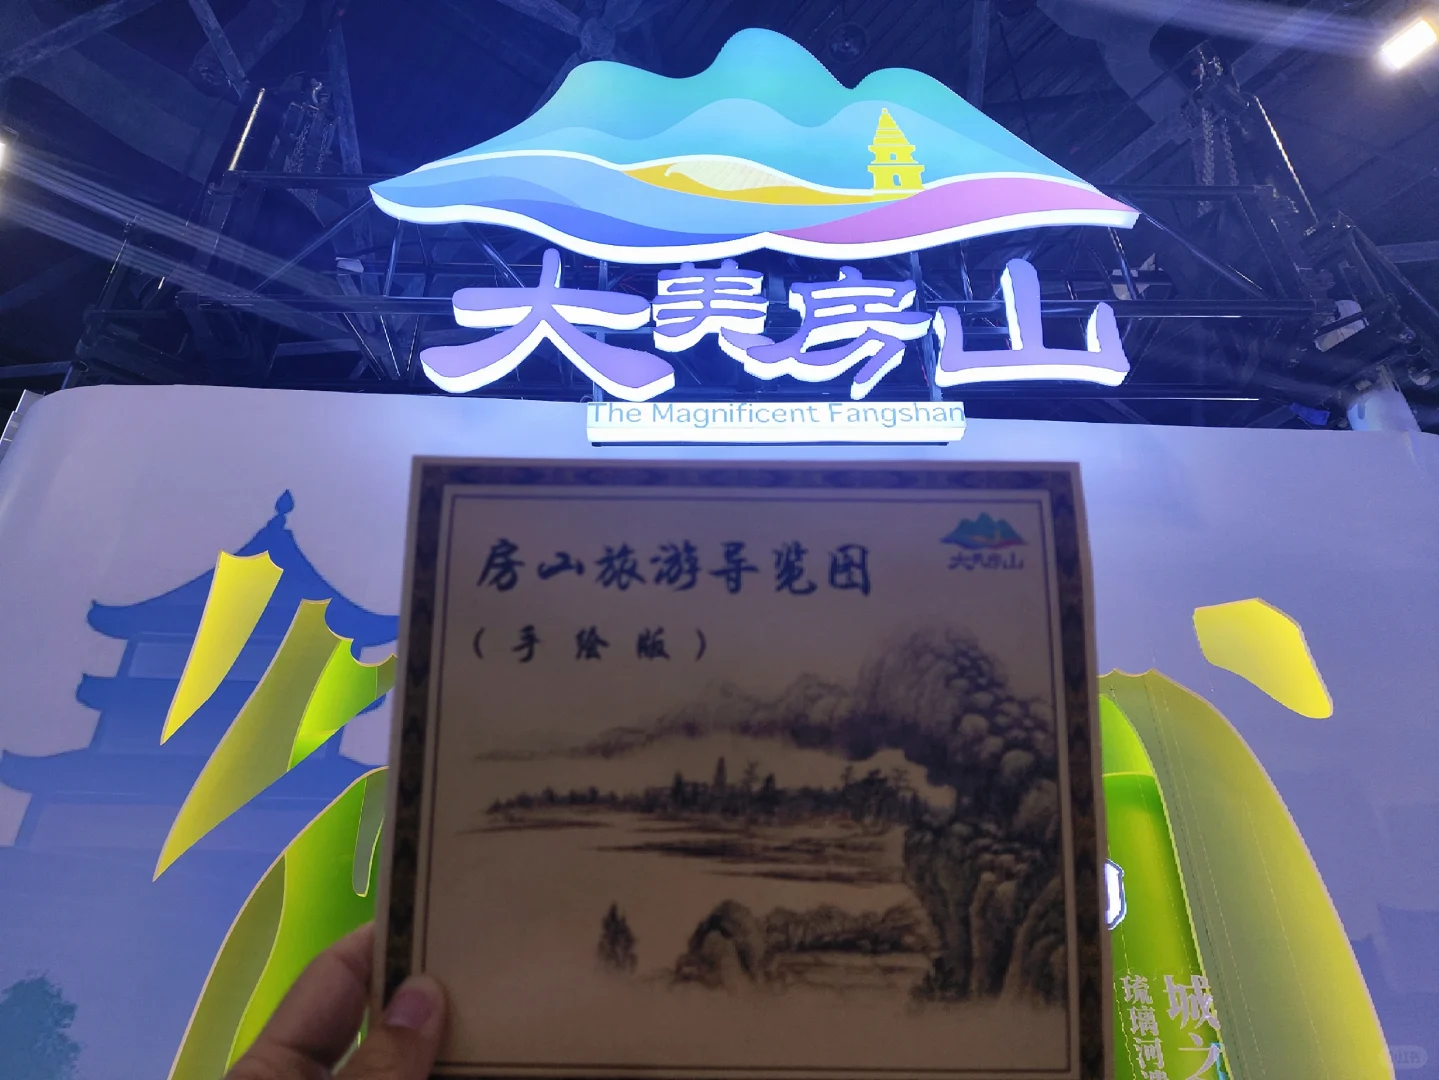 大美房山
The Magnificent Fangshan
房山旅游导览图
大美房山
（手绘版）
城之
琉璃河